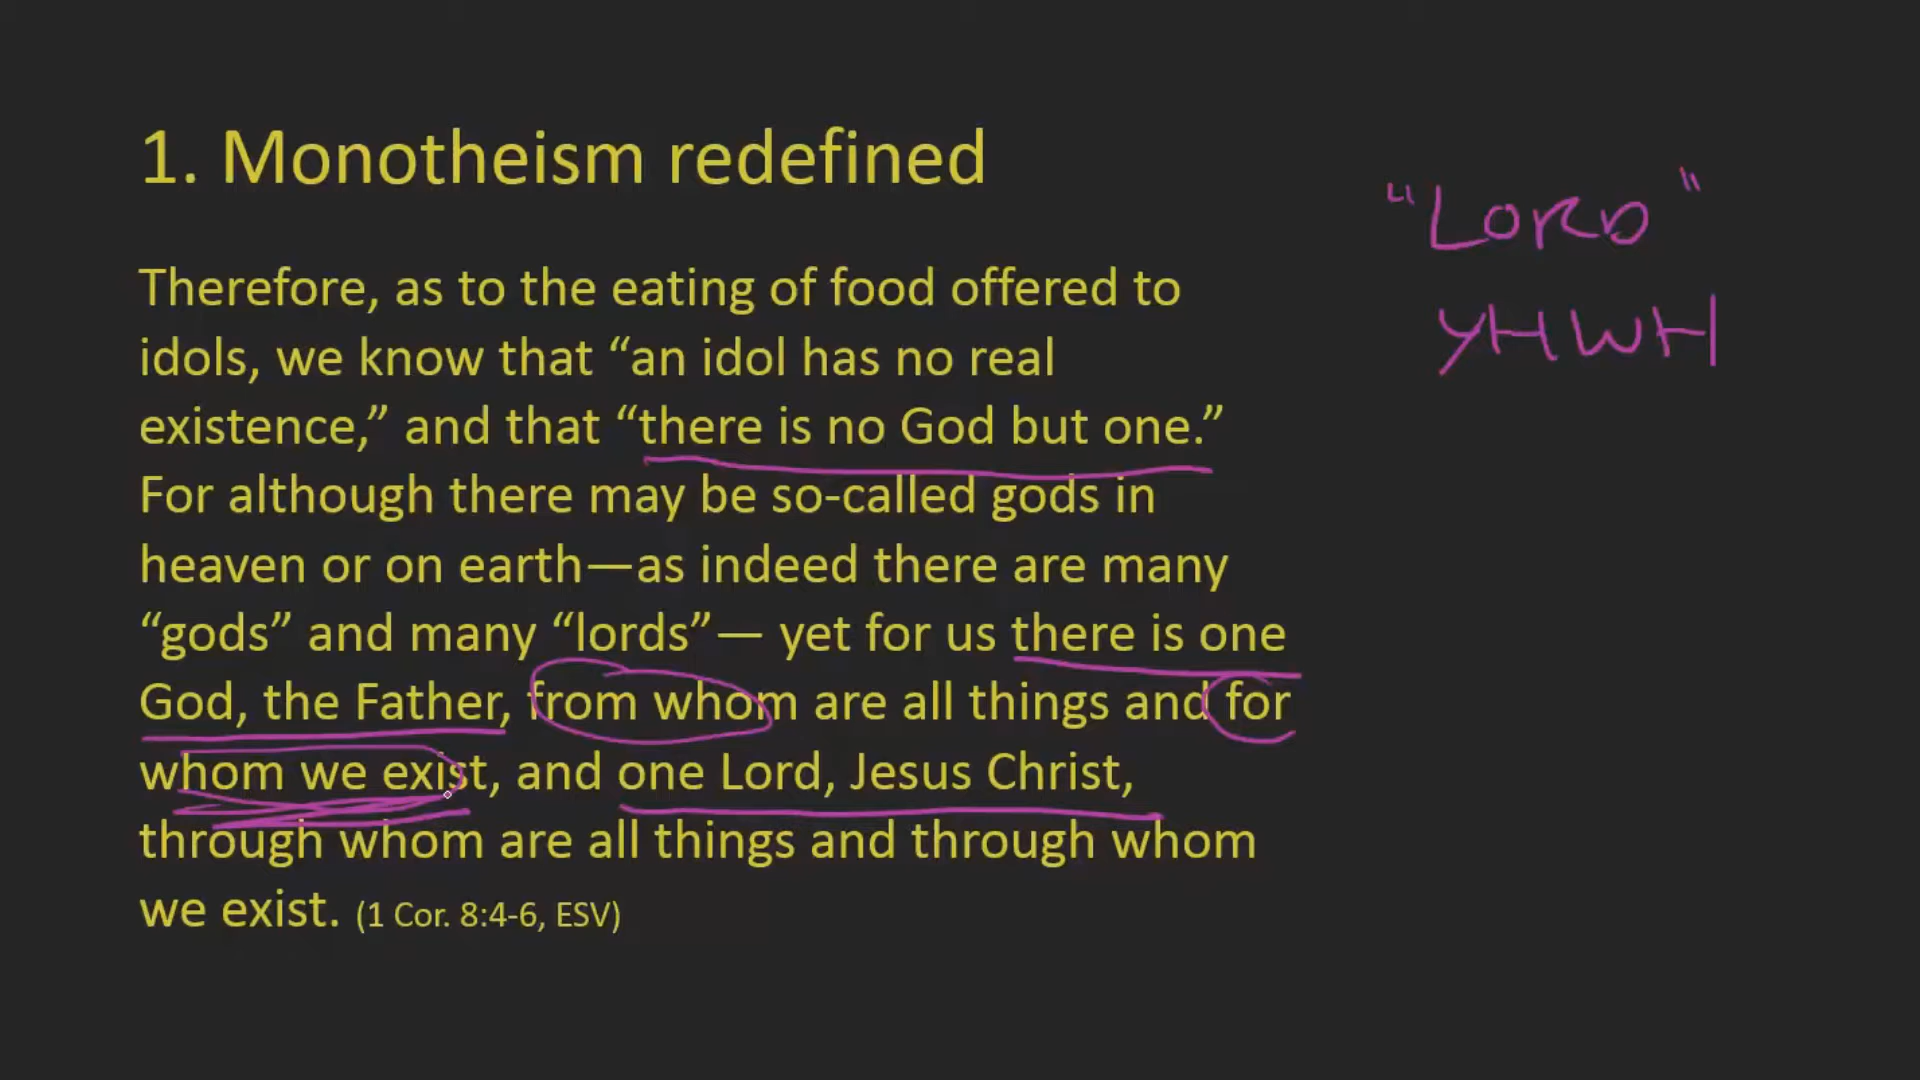 1. Monotheism redefined
"LORD"
YHWH
Therefore, as to the eating of food offered to
idols, we know that “an idol has no real
existence,” and that “there is no God but one.”
For although there may be so-called gods in
heaven or on earth—as indeed there are many
“gods” and many “lords”— yet for us there is one
God, the Father, from whom are all things and for
whom we exist, and one Lord, Jesus Christ,
through whom are all things and through whom
we exist. (1 Cor. 8:4-6, ESV)